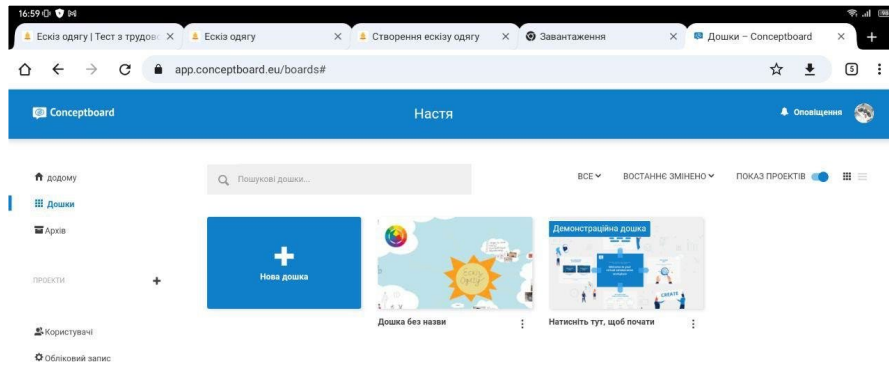 16:59
Ескіз одягу | Тест з трудово
Ескіз одягу
Створення ескізу одягу
Завантаження
Дошки – Conceptboard
app.conceptboard.eu/boards#
5
Conceptboard
Настя
Оповіщення
додому
Пошукові дошки...
ВСЕ
ВОСТАННЄ ЗМІНЕНО
ПОКАЗ ПРОЕКТІВ
Дошки
Архів
ПРОЕКТИ
Нова дошка
Ескіз одягу
Демонстраційна дошка
CREATE
Дошка без назви
Натисніть тут, щоб почати
Користувачі
Обліковий запис